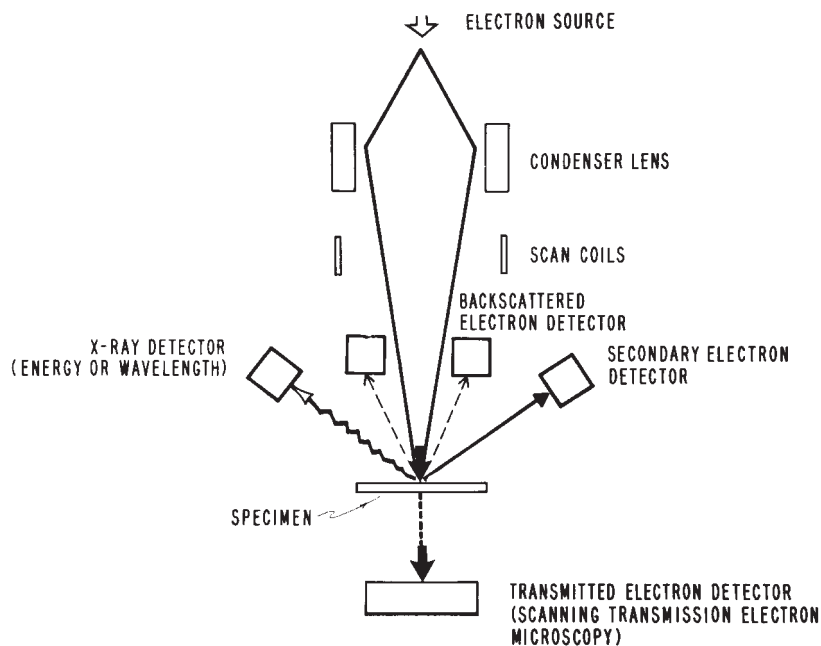 ELECTRON SOURCE
CONDENSER LENS
SCAN COILS
BACKSCATTERED
ELECTRON DETECTOR
X-RAY DETECTOR
(ENERGY OR WAVELENGTH)
SECONDARY ELECTRON
DETECTOR
SPECIMEN
TRANSMITTED ELECTRON DETECTOR
(SCANNING TRANSMISSION ELECTRON
MICROSCOPY)